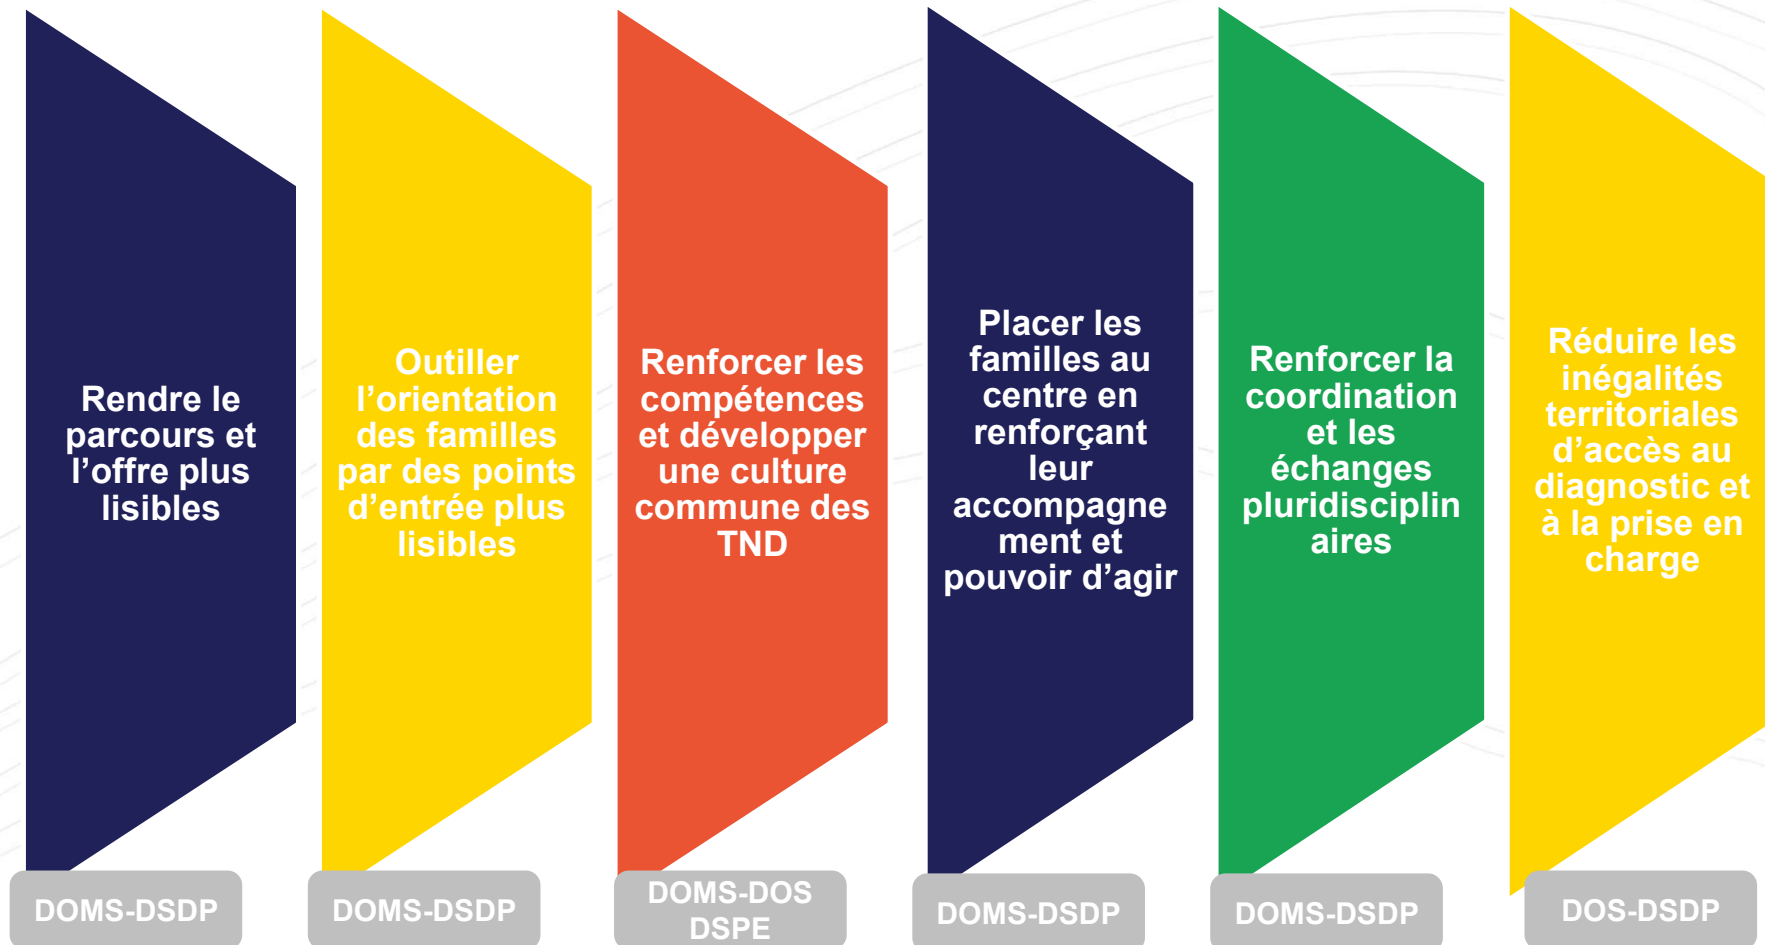 Rendre le
parcours et
l’offre plus
lisibles
Outiller
l’orientation
des familles
par des points
d’entrée plus
lisibles
Renforcer les
compétences
et développer
une culture
commune des
TND
Placer les
familles au
centre en
renforçant
leur
accompagne
ment et
pouvoir d’agir
Renforcer la
coordination
et les
échanges
pluridisciplin
aires
Réduire les
inégalités
territoriales
d’accès au
diagnostic et
à la prise en
charge
DOMS-DSDP
DOMS-DSDP
DOMS-DOS
DSPE
DOMS-DSDP
DOMS-DSDP
DOS-DSDP